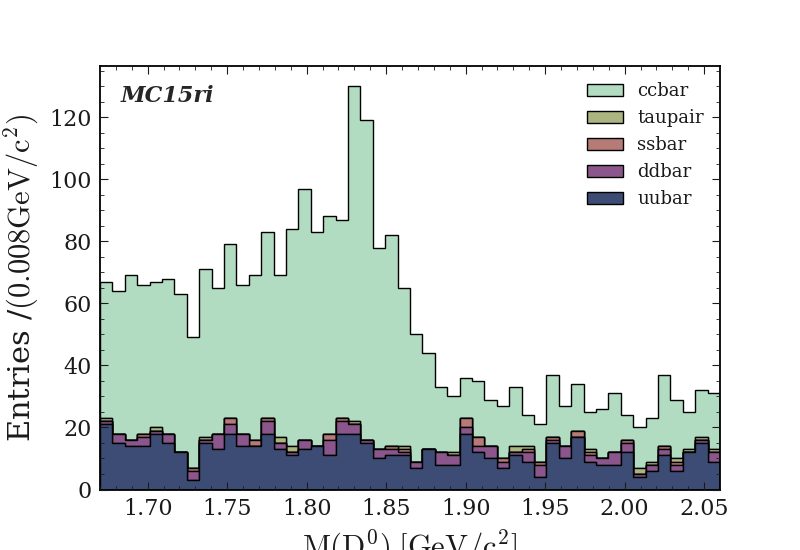 MC15ri
ccbar
taupair
ssbar
ddbar
uubar
Entries /(0.008GeV/c²)
120
100
80
60
40
20
0
1.70 1.75 1.80 1.85 1.90 1.95 2.00 2.05
M(D⁰) [GeV/c²]